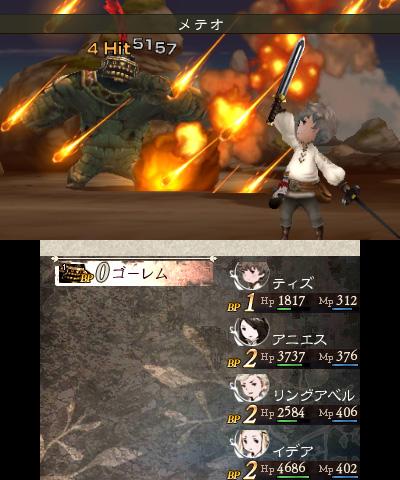 メテオ
4 Hit 5157
BP 0 ゴーレム
ティズ
BP 1 Hp 1817 Mp 312
アニエス
BP 2 Hp 3737 Mp 376
リングアベル
BP 2 Hp 2584 Mp 406
イデア
BP 2 Hp 4686 Mp 402